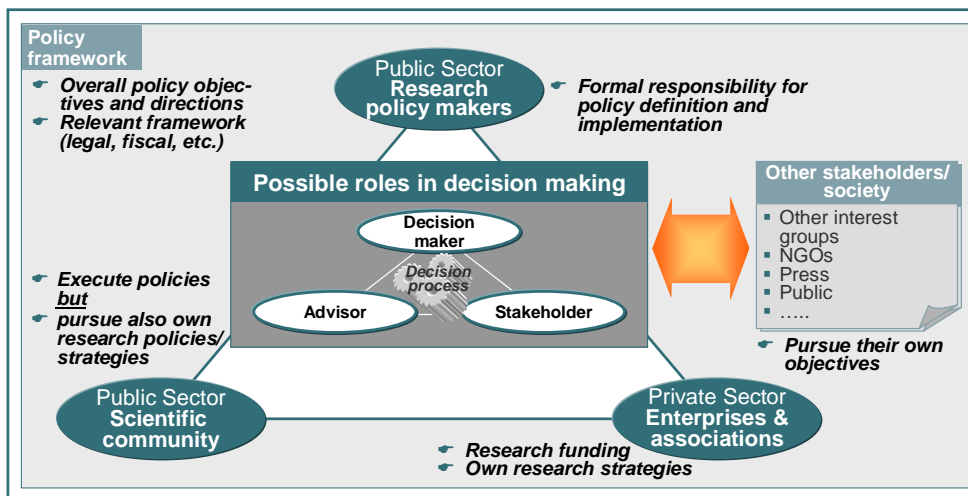 Policy
framework
Overall policy objec-
tives and directions
Relevant framework
(legal, fiscal, etc.)
Public Sector
Research
policy makers
Formal responsibility for
policy definition and
implementation
Possible roles in decision making
Decision
maker
Decision
process
Advisor
Stakeholder
Other stakeholders/
society
Other interest
groups
NGOs
Press
Public
…..
Pursue their own
objectives
Execute policies
but
pursue also own
research policies/
strategies
Public Sector
Scientific
community
Private Sector
Enterprises &
associations
Research funding
Own research strategies